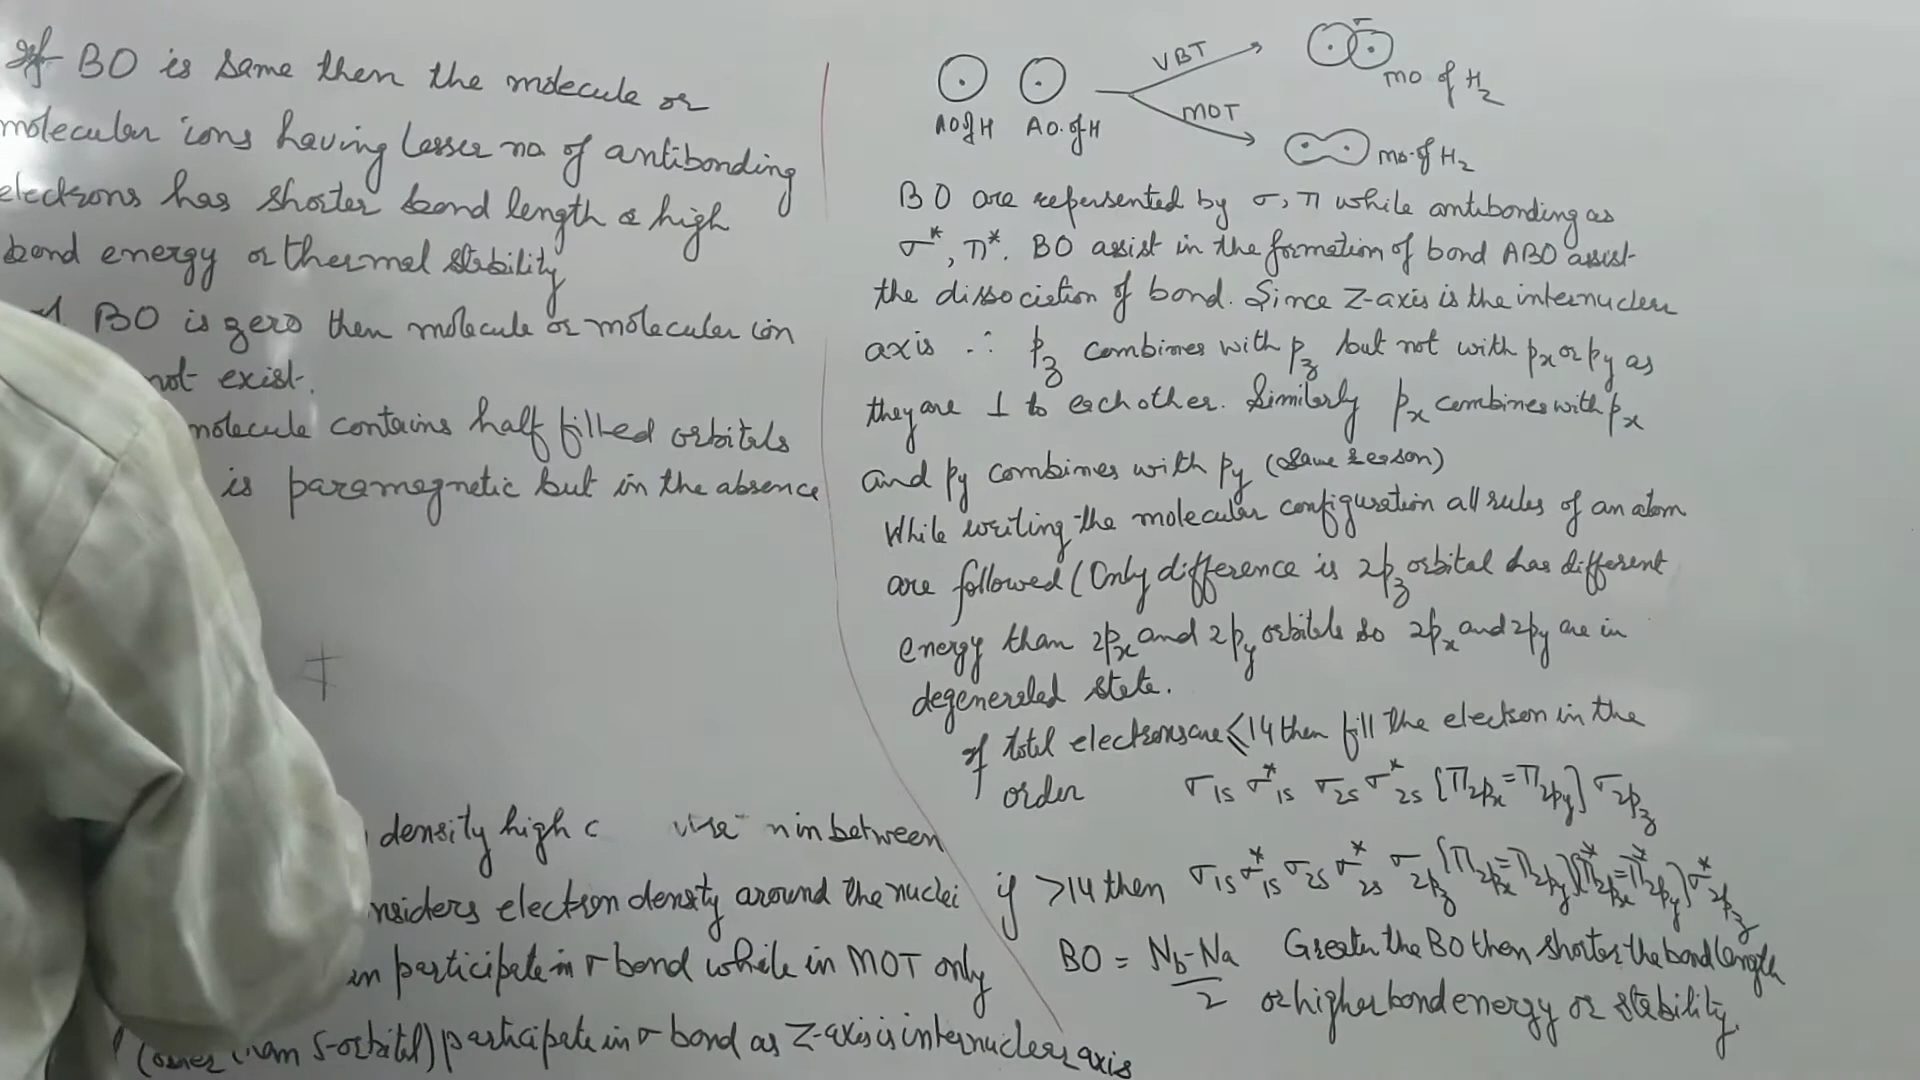 If BO is same then the molecule or
molecular ions having lesser no of antibonding
electrons has shorter bond length & high
bond energy or thermal stability
BO is zero then molecule or molecular ion
not exist.
molecule contains half filled orbitals
is paramagnetic but in the absence
density high in between
nsiders electron density around the nuclei
participate in σ bond while in MOT only
s-orbital) participate in σ bond as Z-axis is internuclear axis
AO of H AO. of H VBT MO of H₂
MOT mo. of H₂
BO are repersented by σ, π while antibonding as
σ*, π*. BO assist in the formation of bond ABO assist
the dissociation of bond. Since Z-axis is the internuclear
axis ∴ pz combines with pz but not with px or py as
they are ⊥ to each other. Similarly px combines with px
and py combines with py (same reason)
While writing the molecular configuration all rules of an atom
are followed (Only difference is 2pz orbital has different
energy than 2px and 2py orbitals so 2px and 2py are in
degenerated state.
If total electrons are ≤14 then fill the electron in the
order σ1s σ*1s σ2s σ*2s [π2px = π2py] σ2pz
if >14 then σ1s σ*1s σ2s σ*2s σ2pz [π2px = π2py] [π*2px = π*2py] σ*2pz
BO = Nb-Na/2 Greater the BO then shorter the bond length
or higher bond energy or stability.